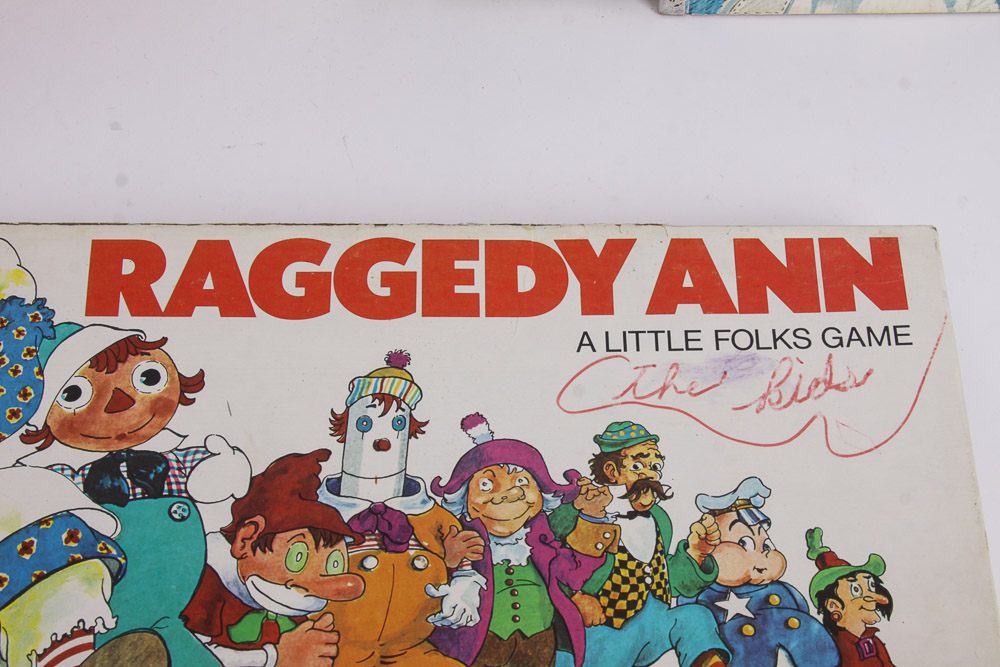 RAGGEDY ANN
A LITTLE FOLKS GAME
the kids